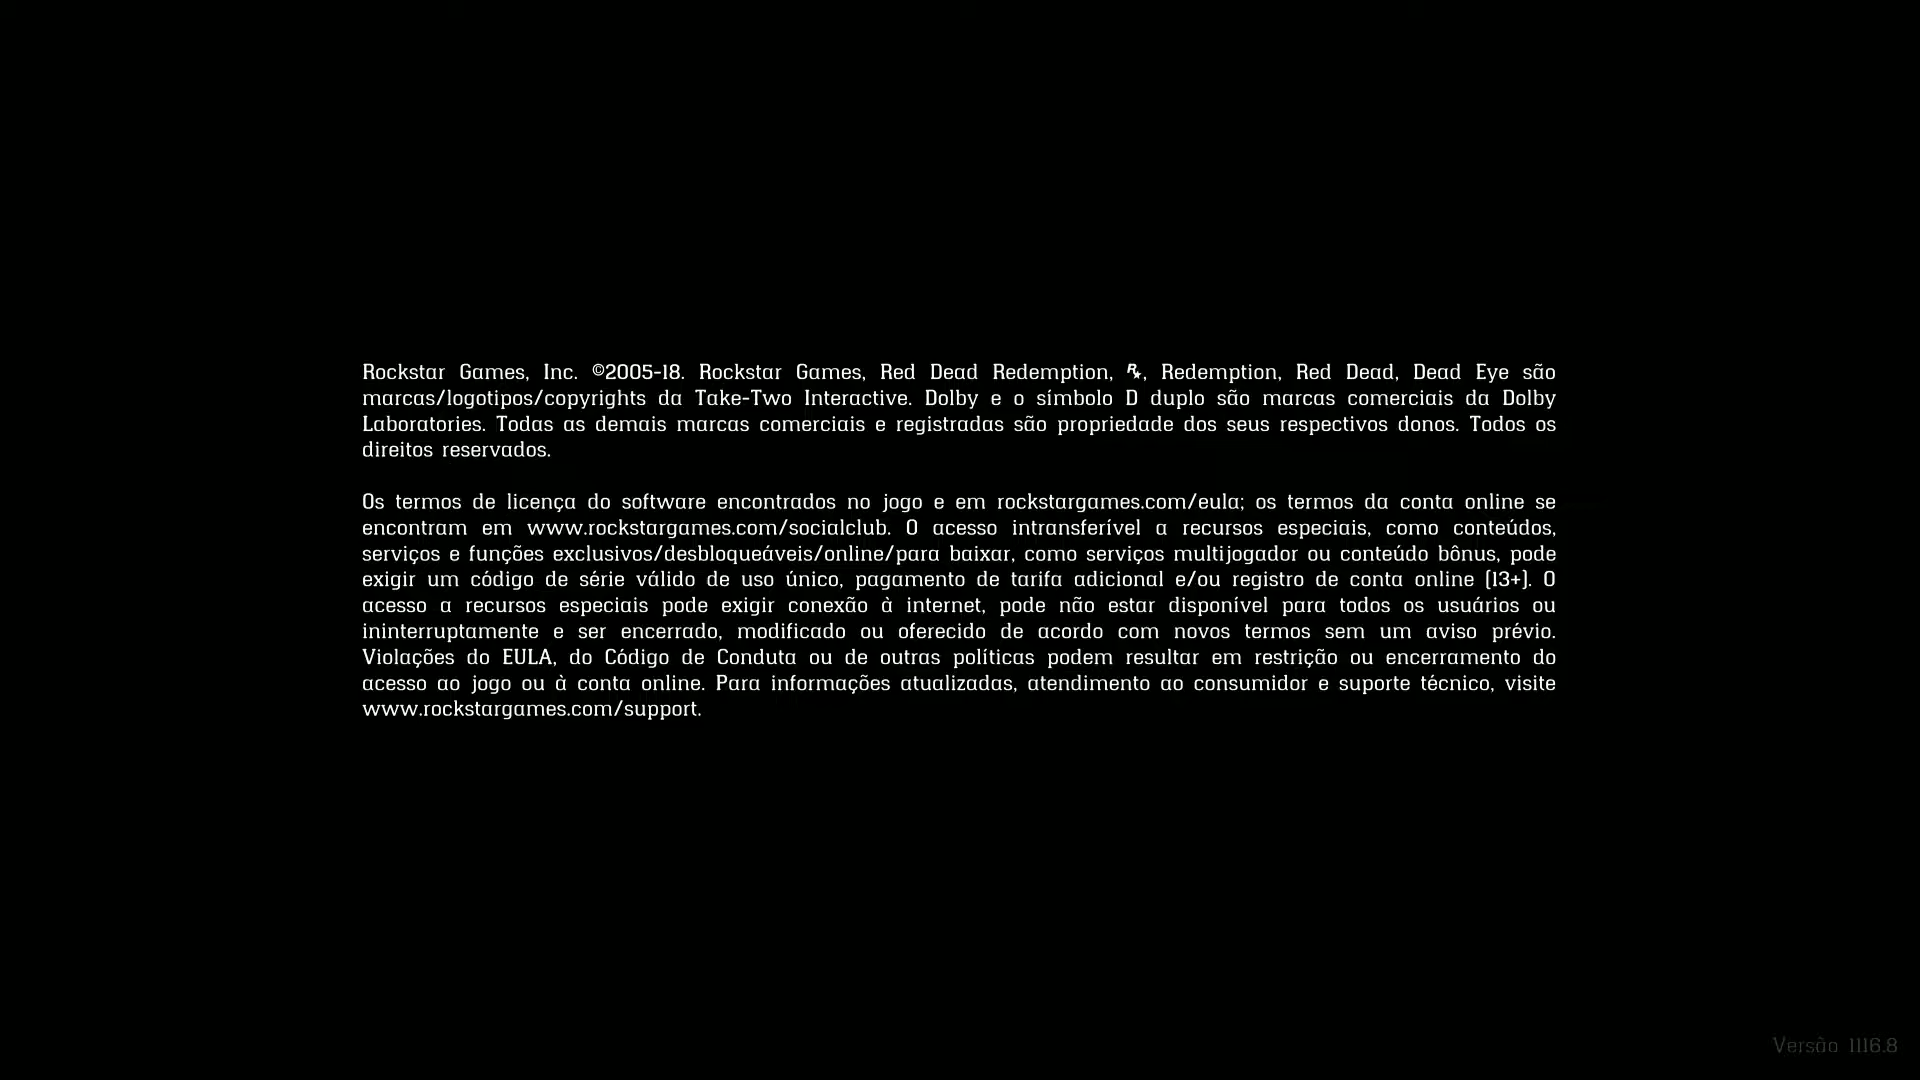 Rockstar Games, Inc. ©2005-18. Rockstar Games, Red Dead Redemption, R★, Redemption, Red Dead, Dead Eye são
marcas/logotipos/copyrights da Take-Two Interactive. Dolby e o símbolo D duplo são marcas comerciais da Dolby
Laboratories. Todas as demais marcas comerciais e registradas são propriedade dos seus respectivos donos. Todos os
direitos reservados.
Os termos de licença do software encontrados no jogo e em rockstargames.com/eula; os termos da conta online se
encontram em www.rockstargames.com/socialclub. O acesso intransferível a recursos especiais, como conteúdos,
serviços e funções exclusivos/desbloqueáveis/online/para baixar, como serviços multijogador ou conteúdo bônus, pode
exigir um código de série válido de uso único, pagamento de tarifa adicional e/ou registro de conta online (13+). O
acesso a recursos especiais pode exigir conexão à internet, pode não estar disponível para todos os usuários ou
ininterruptamente e ser encerrado, modificado ou oferecido de acordo com novos termos sem um aviso prévio.
Violações do EULA, do Código de Conduta ou de outras políticas podem resultar em restrição ou encerramento do
acesso ao jogo ou à conta online. Para informações atualizadas, atendimento ao consumidor e suporte técnico, visite
www.rockstargames.com/support.
Versão 1116.8